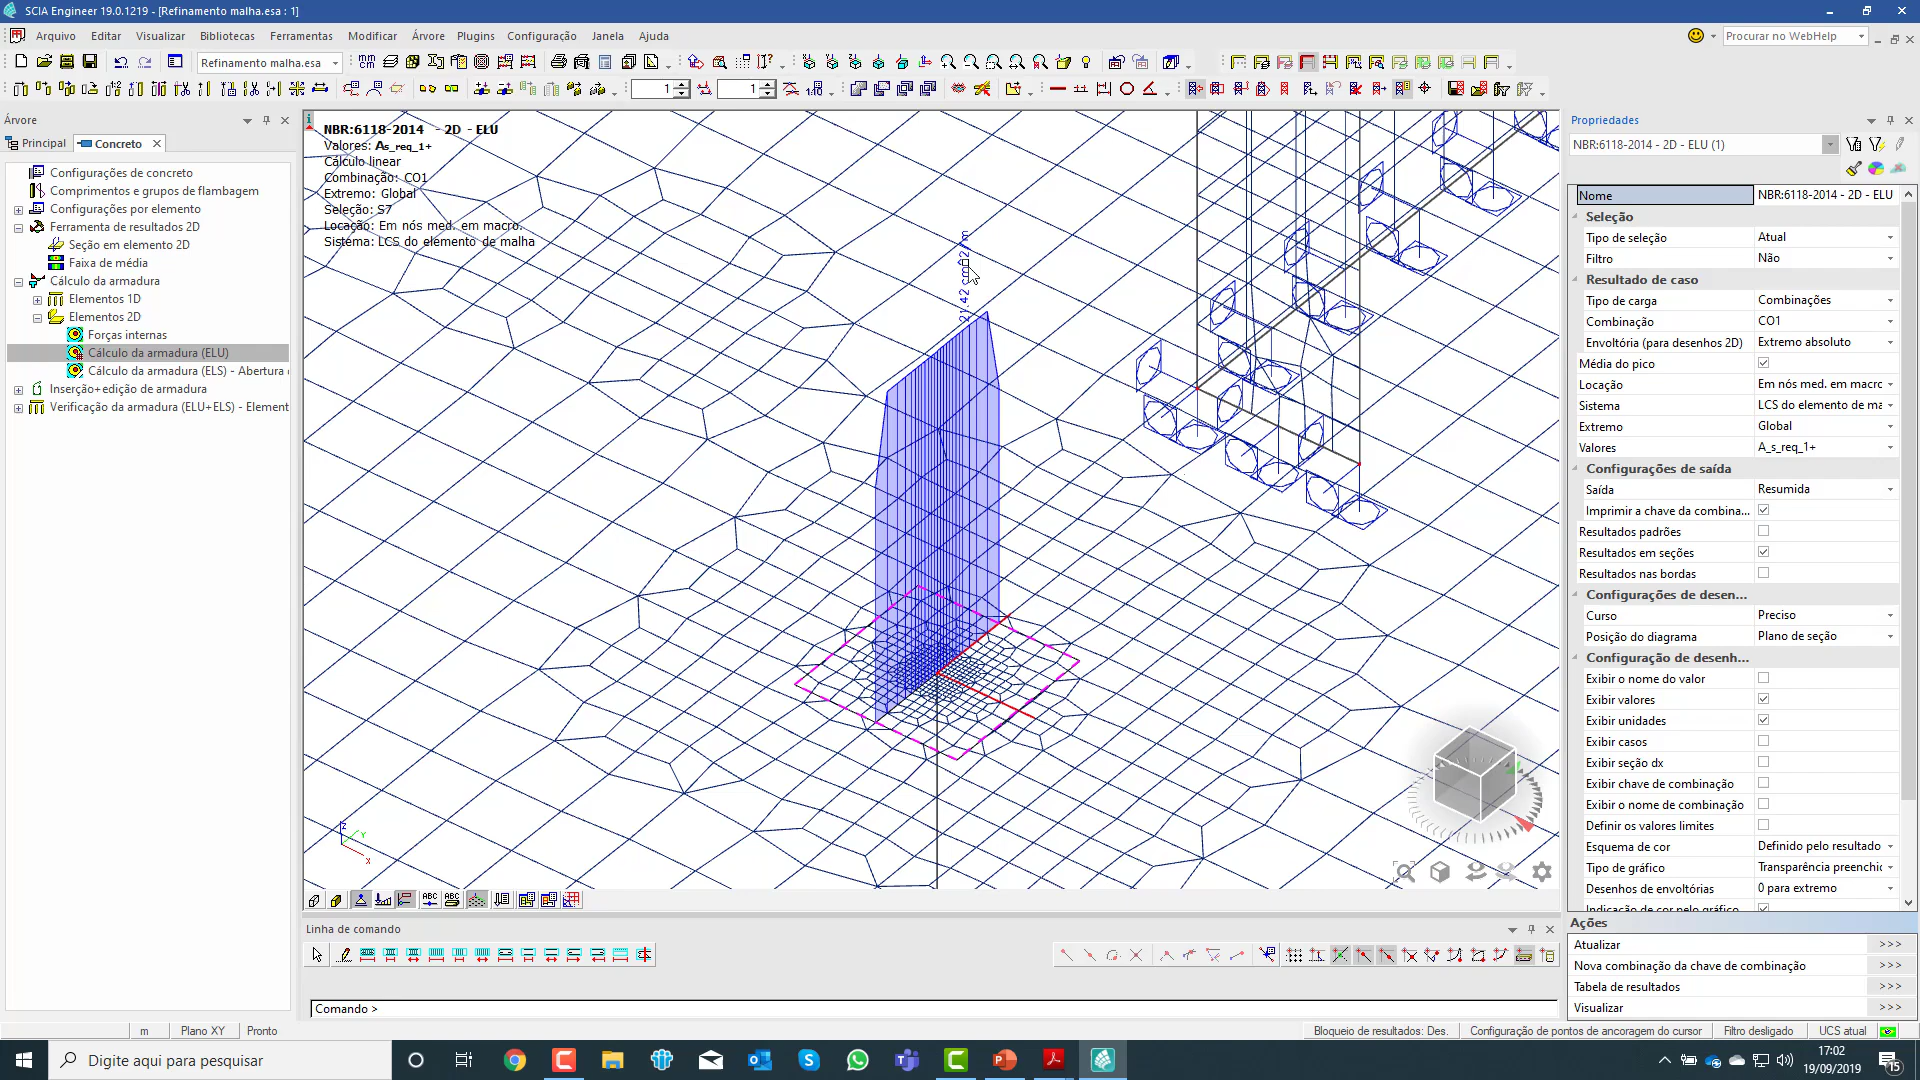 SCIA Engineer 19.0.1219 - [Refinamento malha.esa : 1]
Arquivo Editar Visualizar Bibliotecas Ferramentas Modificar Árvore Plugins Configuração Janela Ajuda
Procurar no WebHelp
Refinamento malha.esa
1 1
Árvore
Principal Concreto
Configurações de concreto
Comprimentos e grupos de flambagem
Configurações por elemento
Ferramenta de resultados 2D
Seção em elemento 2D
Faixa de média
Cálculo da armadura
Elementos 1D
Elementos 2D
Forças internas
Cálculo da armadura (ELU)
Cálculo da armadura (ELS) - Abertura
Inserção+edição de armadura
Verificação da armadura (ELU+ELS) - Element
NBR:6118-2014 - 2D - ELU
Valores: As_req_1+
Cálculo linear
Combinação: CO1
Extremo: Global
Seleção: S7
Locação: Em nós med. em macro.
Sistema: LCS do elemento de malha
Z
Y
X
Propriedades
NBR:6118-2014 - 2D - ELU (1)
Nome NBR:6118-2014 - 2D - ELU
Seleção
Tipo de seleção Atual
Filtro Não
Resultado de caso
Tipo de carga Combinações
Combinação CO1
Envoltória (para desenhos 2D) Extremo absoluto
Média do pico
Locação Em nós med. em macro
Sistema LCS do elemento de ma
Extremo Global
Valores A_s_req_1+
Configurações de saída
Saída Resumida
Imprimir a chave da combina...
Resultados padrões
Resultados em seções
Resultados nas bordas
Configurações de desen...
Curso Preciso
Posição do diagrama Plano de seção
Configuração de desenh...
Exibir o nome do valor
Exibir valores
Exibir unidades
Exibir casos
Exibir seção dx
Exibir chave de combinação
Exibir o nome de combinação
Definir os valores limites
Esquema de cor Definido pelo resultado
Tipo de gráfico Transparência preenchid
Desenhos de envoltórias 0 para extremo
Indicação de cor pelo gráfico
Ações
Atualizar >>>
Nova combinação da chave de combinação >>>
Tabela de resultados >>>
Visualizar >>>
Linha de comando
Comando >
m Plano XY Pronto
Bloqueio de resultados: Des. Configuração de pontos de ancoragem do cursor Filtro desligado UCS atual
Digite aqui para pesquisar
17:02
19/09/2019
15